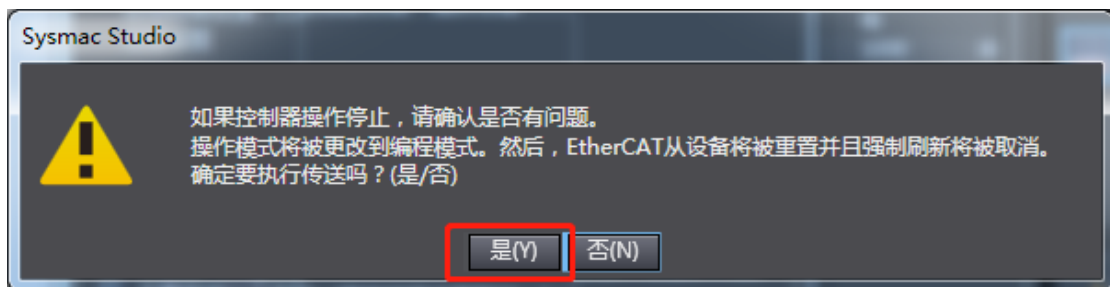 Sysmac Studio
如果控制器操作停止，请确认是否有问题。
操作模式将被更改到编程模式。然后，EtherCAT从设备将被重置并且强制刷新将被取消。
确定要执行传送吗？(是/否)
是(Y) 否(N)